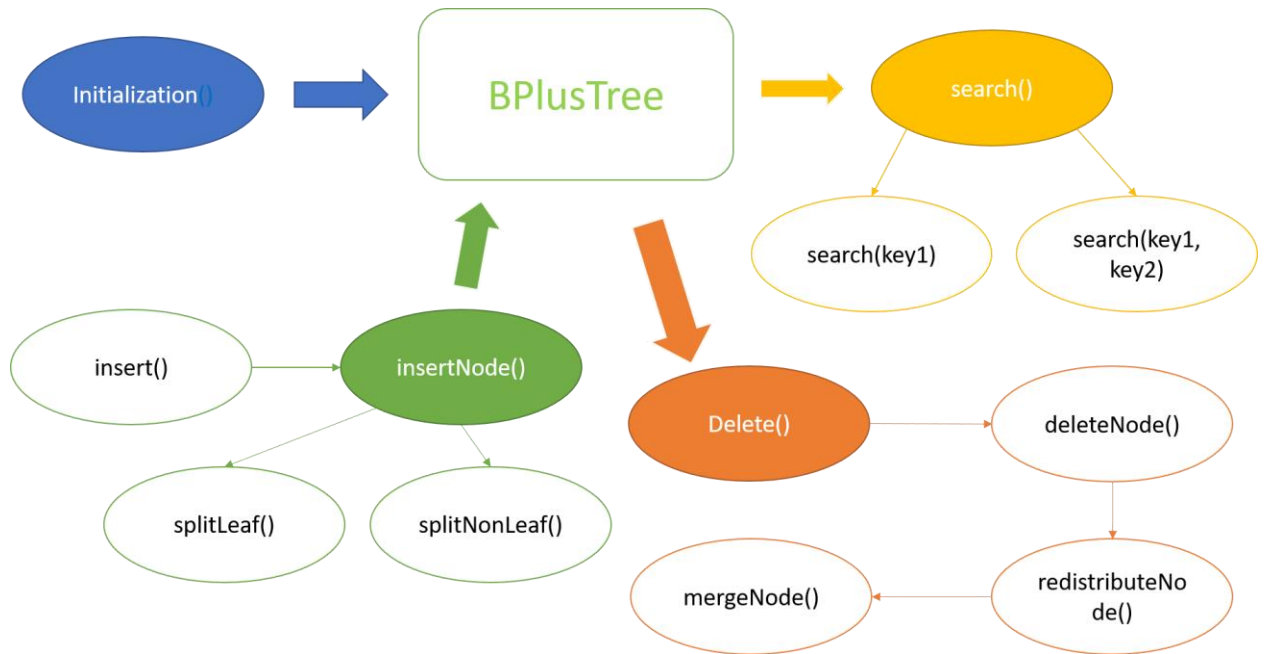 Initialization()
BPlusTree
search()
search(key1)
search(key1,
key2)
insert()
insertNode()
Delete()
deleteNode()
splitLeaf()
splitNonLeaf()
mergeNode()
redistributeNo
de()